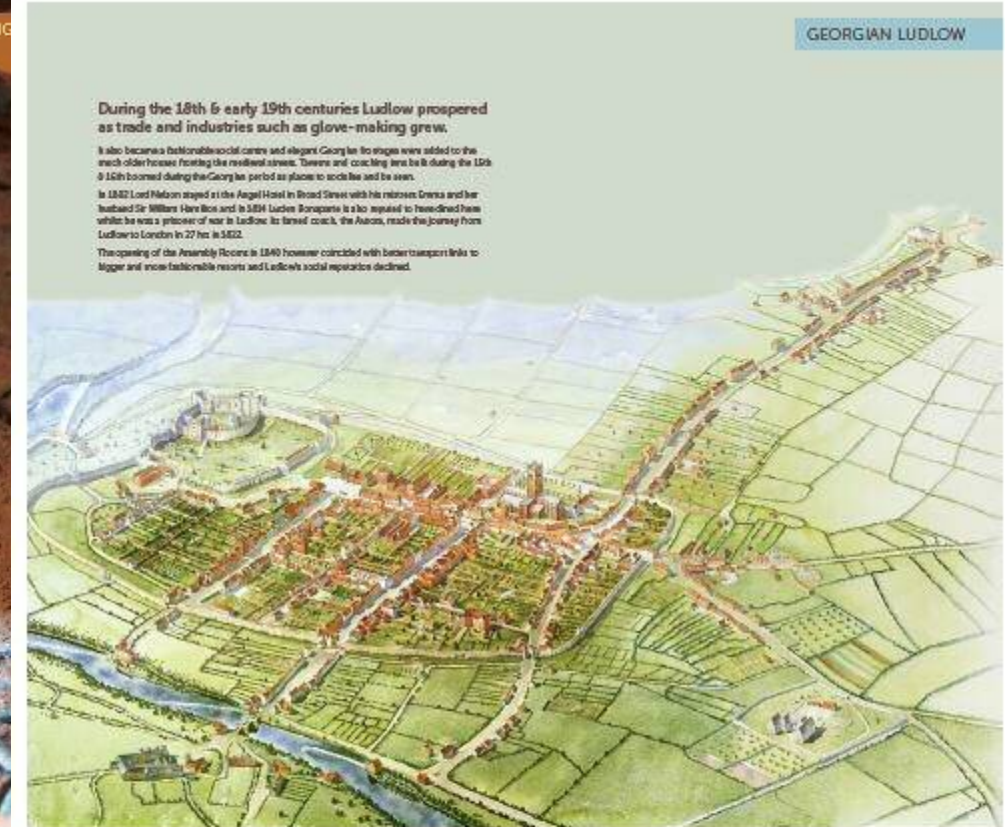 GEORGIAN LUDLOW
During the 18th & early 19th centuries Ludlow prospered
as trade and industries such as glove-making grew.
It also became a fashionable social centre and elegant Georgian frontages were added to the
much older houses fronting the medieval streets. Taverns and coaching inns built during the 15th
& 16th boomed during the Georgian period as places to socialise and be seen.
In 1802 Lord Nelson stayed at the Angel Hotel in Broad Street with his mistress Emma and her
husband Sir William Hamilton and in Lucien Bonaparte is also reputed to have dined here
whilst he was a prisoner of war in Ludlow. Its famed coach, the Aurora, made the journey from
Ludlow to London in 27 hrs in 1822.
The opening of the Assembly Rooms in 1840 however coincided with better transport links to
bigger and more fashionable resorts and Ludlow's social reputation declined.